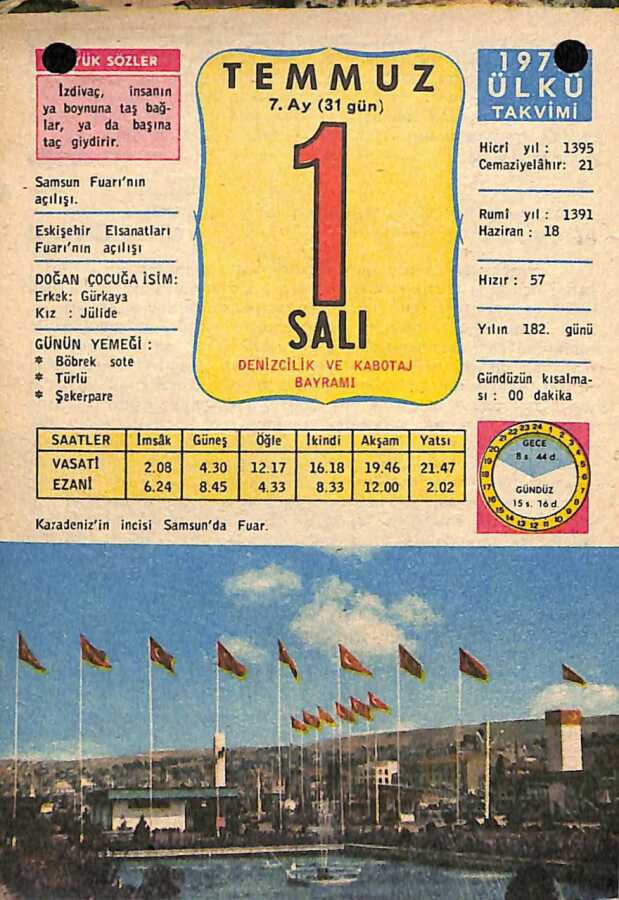 ÜK SÖZLER
İzdivaç, insanın
ya boynuna taş bağ-
lar, ya da başına
taç giydirir.
Samsun Fuarı'nın
açılışı.
Eskişehir Elsanatları
Fuarı'nın açılışı
DOĞAN ÇOCUĞA İSİM:
Erkek: Gürkaya
Kız : Jülide
GÜNÜN YEMEĞİ :
* Böbrek sote
* Türlü
* Şekerpare
TEMMUZ
7. Ay (31 gün)
1
SALI
DENİZCİLİK VE KABOTAJ
BAYRAMI
197
ÜLKÜ
TAKVİMİ
Hicrî yıl : 1395
Cemaziyelâhır: 21
Rumî yıl : 1391
Haziran : 18
Hızır : 57
Yılın 182. günü
Gündüzün kısalma-
sı : 00 dakika
SAATLER İmsâk Güneş Öğle İkindi Akşam Yatsı
VASATİ 2.08 4.30 12.17 16.18 19.46 21.47
EZANİ 6.24 8.45 4.33 8.33 12.00 2.02
GECE
8 s. 44 d.
GÜNDÜZ
15 s. 16 d.
Karadeniz'in incisi Samsun'da Fuar.